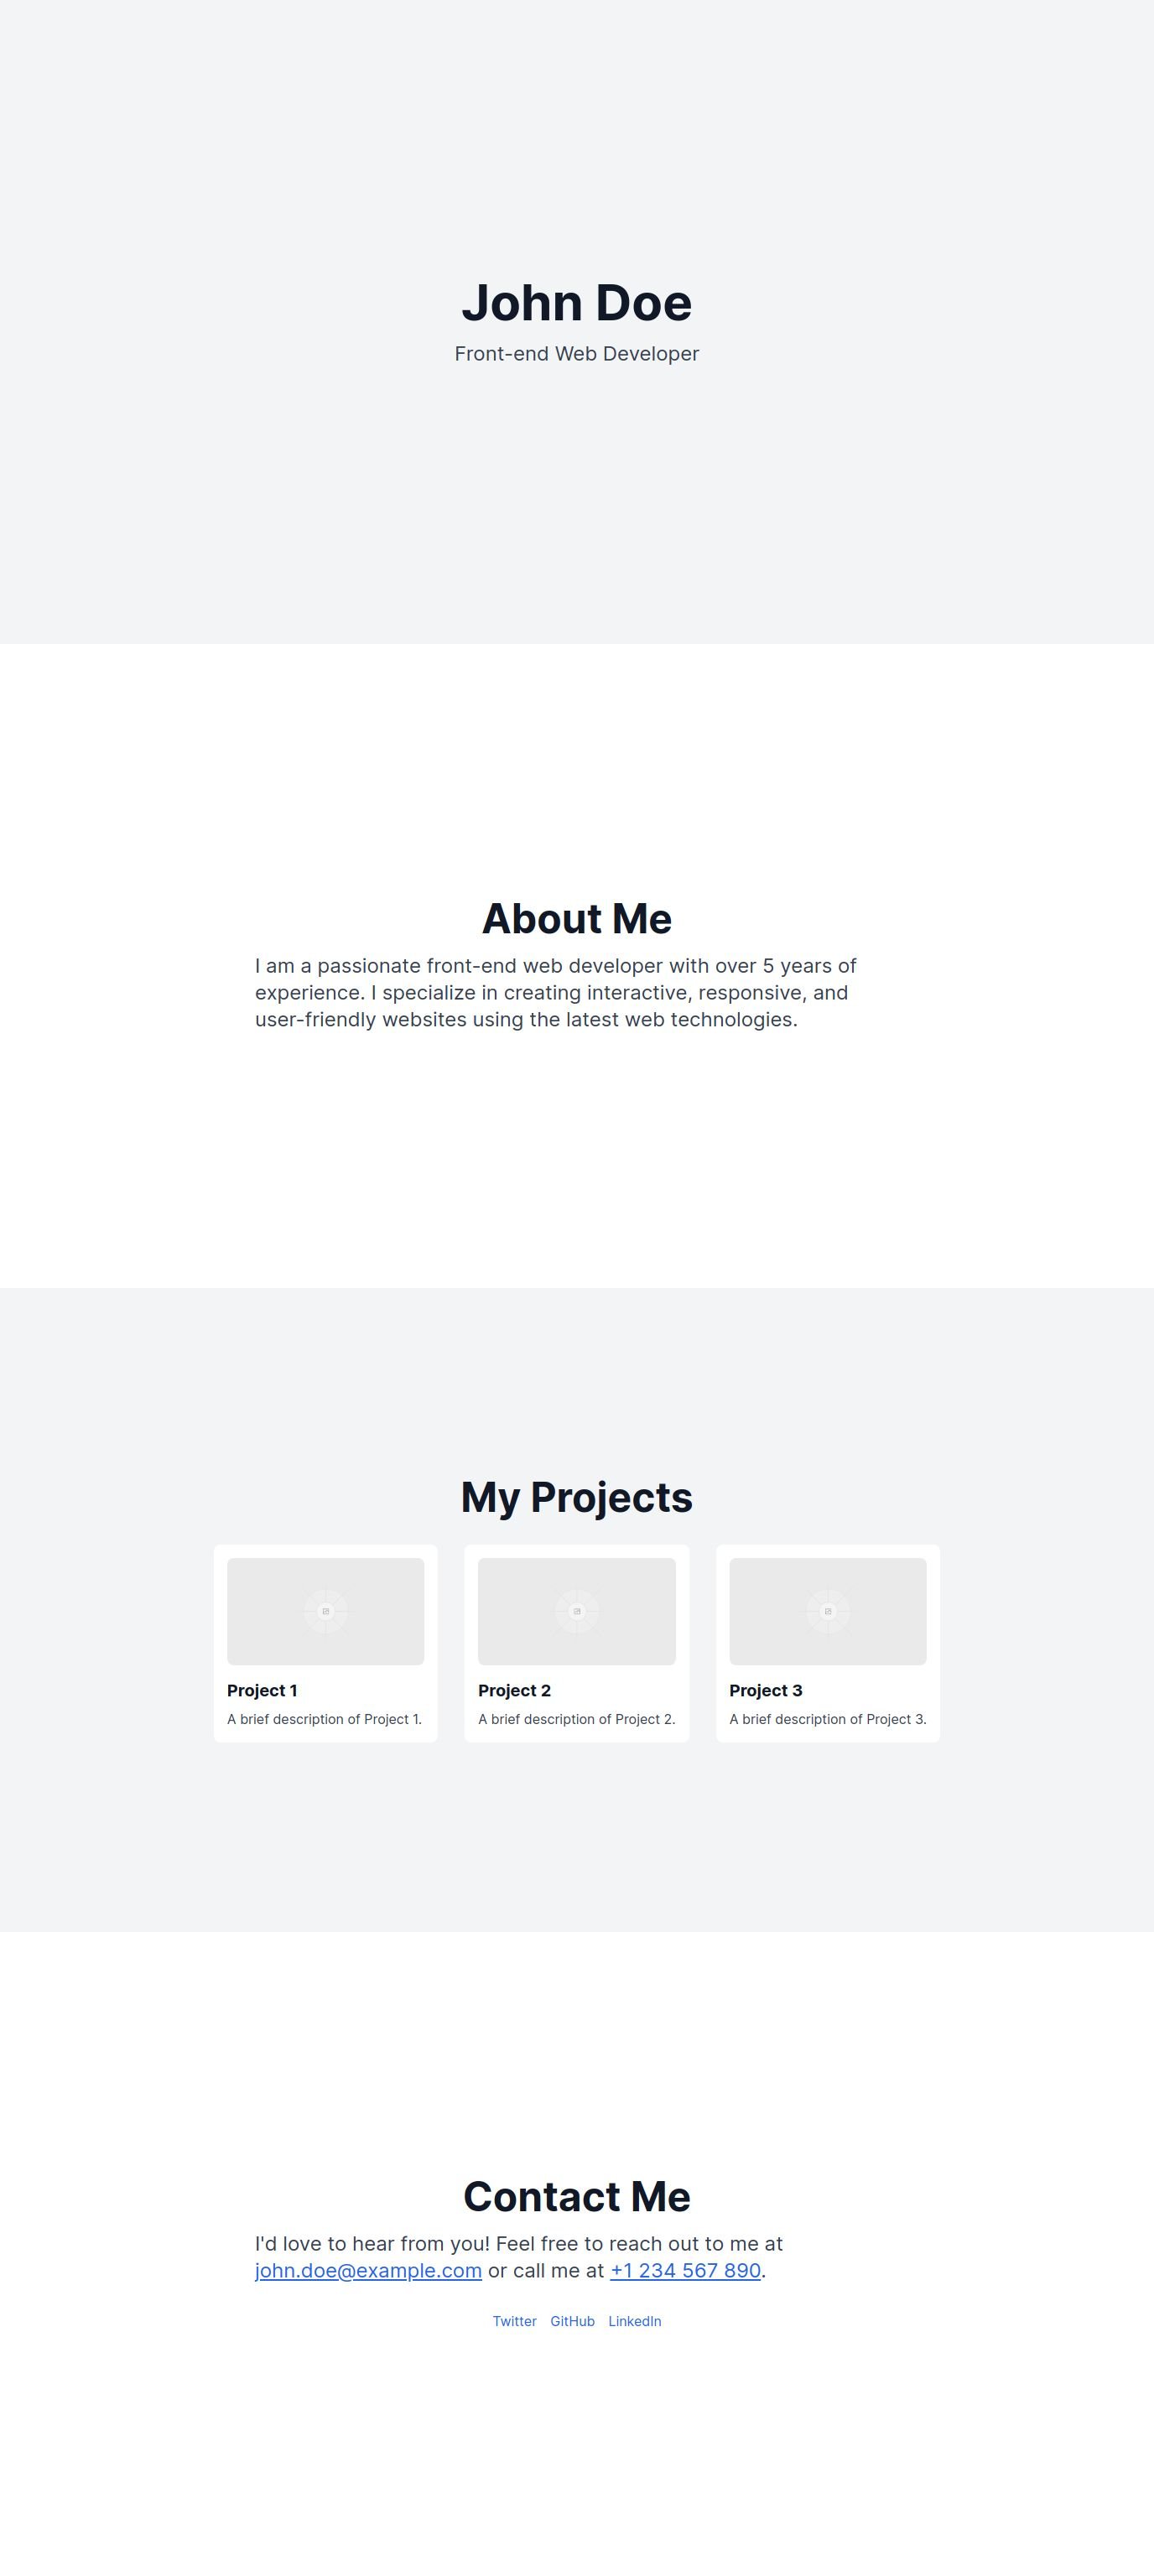 John Doe
Front-end Web Developer
About Me
I am a passionate front-end web developer with over 5 years of
experience. I specialize in creating interactive, responsive, and
user-friendly websites using the latest web technologies.
My Projects
Project 1
A brief description of Project 1.
Project 2
A brief description of Project 2.
Project 3
A brief description of Project 3.
Contact Me
I'd love to hear from you! Feel free to reach out to me at
john.doe@example.com or call me at +1 234 567 890.
Twitter GitHub LinkedIn